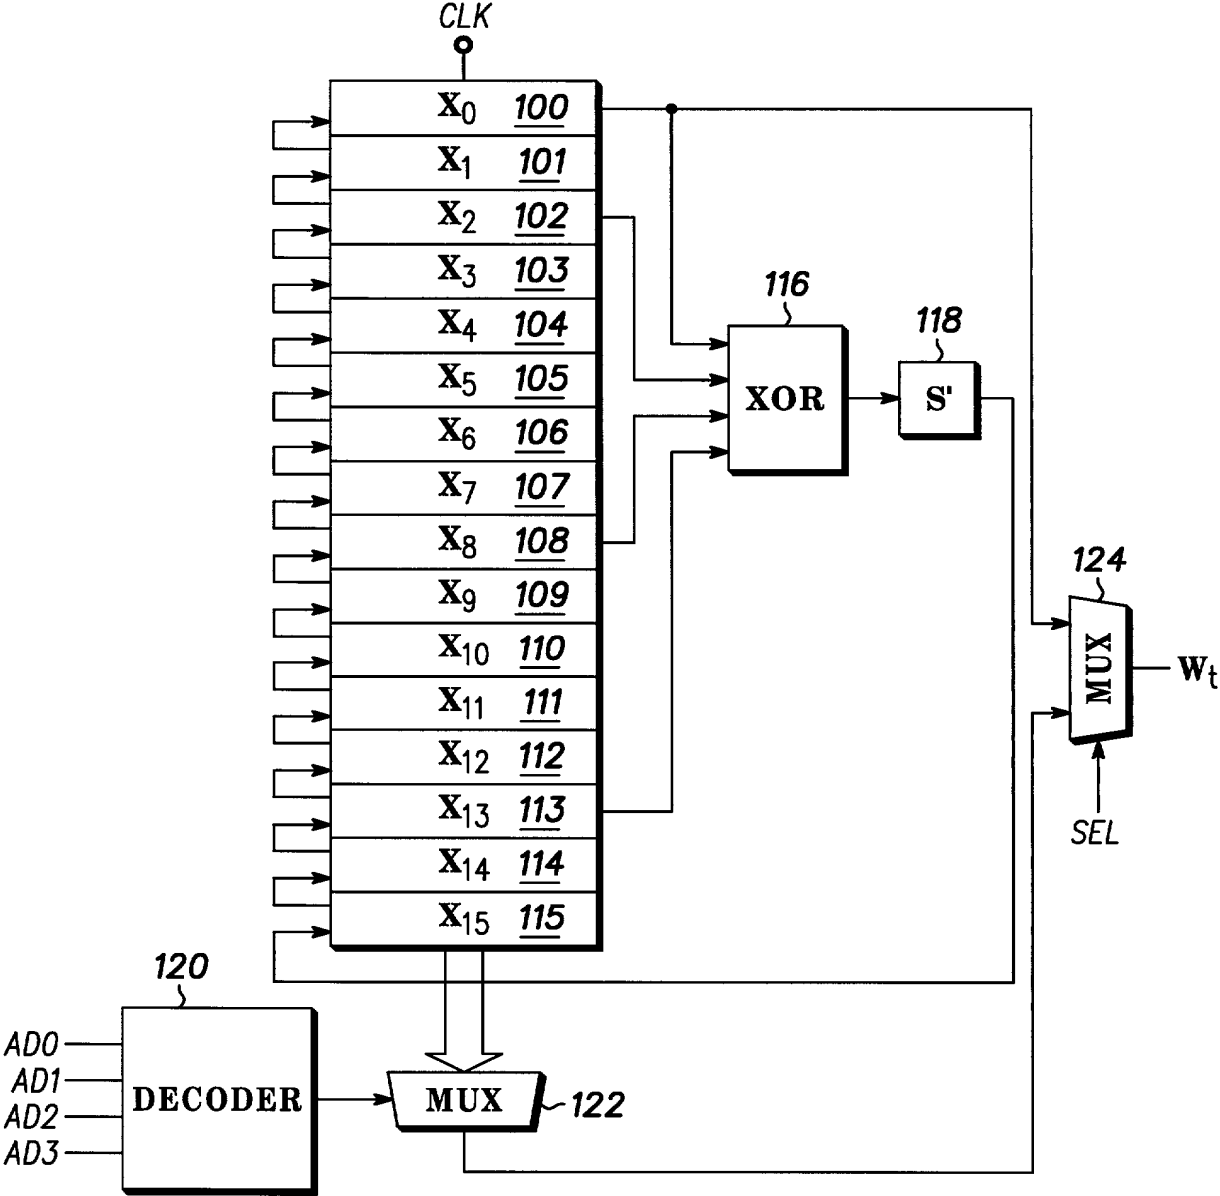 CLK
X0 100
X1 101
X2 102
X3 103
X4 104
X5 105
X6 106
X7 107
X8 108
X9 109
X10 110
X11 111
X12 112
X13 113
X14 114
X15 115
116
XOR
118
S'
124
MUX
Wt
SEL
120
AD0
AD1
AD2
AD3
DECODER
MUX
122